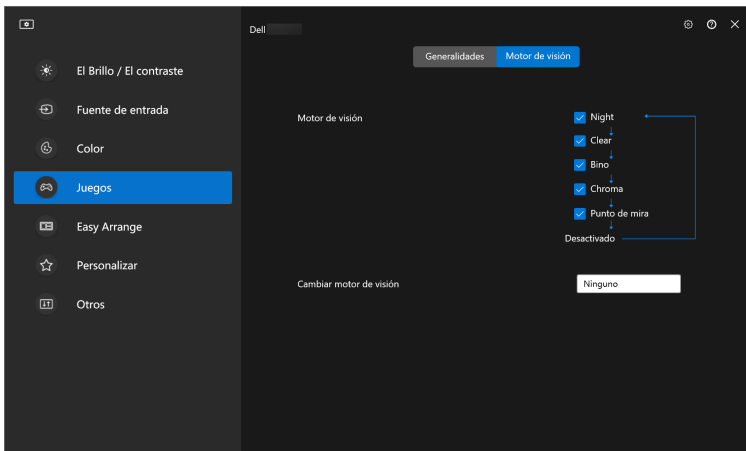 Dell
Generalidades
Motor de visión
El Brillo / El contraste
Fuente de entrada
Color
Juegos
Easy Arrange
Personalizar
Otros
Motor de visión
Night
Clear
Bino
Chroma
Punto de mira
Desactivado
Cambiar motor de visión
Ninguno